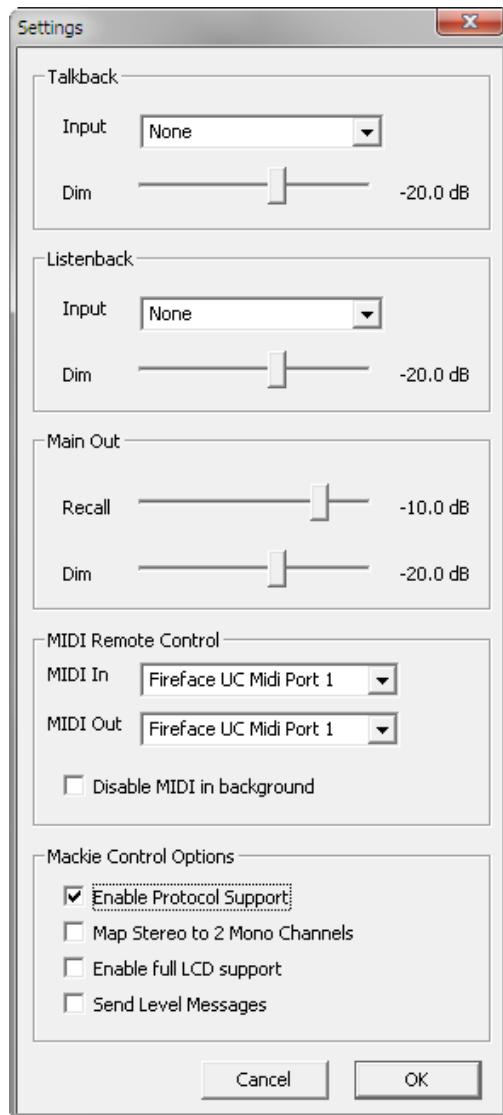 Settings
Talkback
Input None
Dim -20.0 dB
Listenback
Input None
Dim -20.0 dB
Main Out
Recall -10.0 dB
Dim -20.0 dB
MIDI Remote Control
MIDI In Fireface UC Midi Port 1
MIDI Out Fireface UC Midi Port 1
Disable MIDI in background
Mackie Control Options
Enable Protocol Support
Map Stereo to 2 Mono Channels
Enable full LCD support
Send Level Messages
Cancel OK